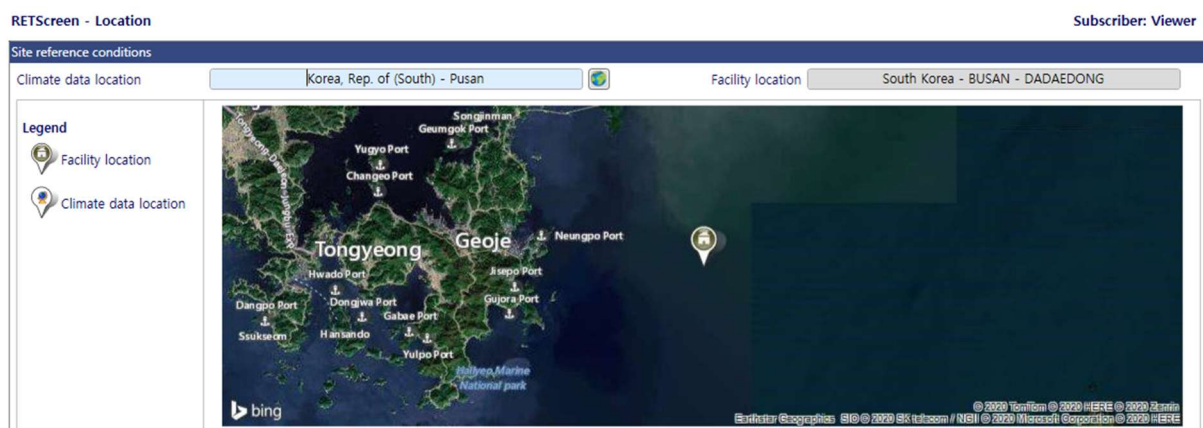 RETScreen - Location
Subscriber: Viewer
Site reference conditions
Climate data location
Korea, Rep. of (South) - Pusan
Facility location
South Korea - BUSAN - DADAEDONG
Legend
Facility location
Climate data location
Songjinman
Geumgok Port
Yugyo Port
Changeo Port
Tongyeong
Geoje
Neungpo Port
Hwado Port
Jisepo Port
Dangpo Port
Dongjwa Port
Gujora Port
Gabae Port
Ssukseom
Hansando
Yulpo Port
Hallyeo Marine
National park
bing
© 2020 TomTom © 2020 HERE © 2020 Zenrin
Earthstar Geographics SIO © 2020 SK telecom / NGII © 2020 Microsoft Corporation © 2020 HERE